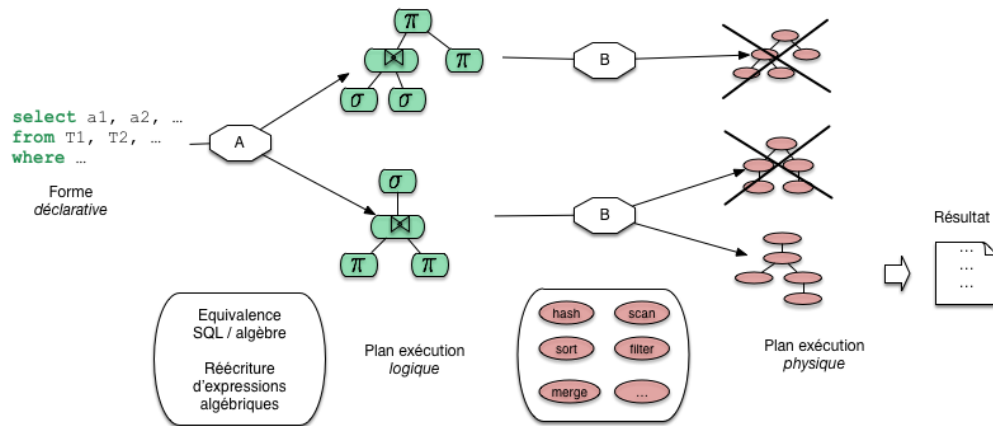 select a1, a2, …
from T1, T2, …
where …
Forme
déclarative
A
π
⋈
π
σ σ
σ
⋈
π π
B
B
Equivalence
SQL / algèbre
Réécriture
d'expressions
algébriques
Plan exécution
logique
hash scan
sort filter
merge …
Plan exécution
physique
Résultat
…
…
…